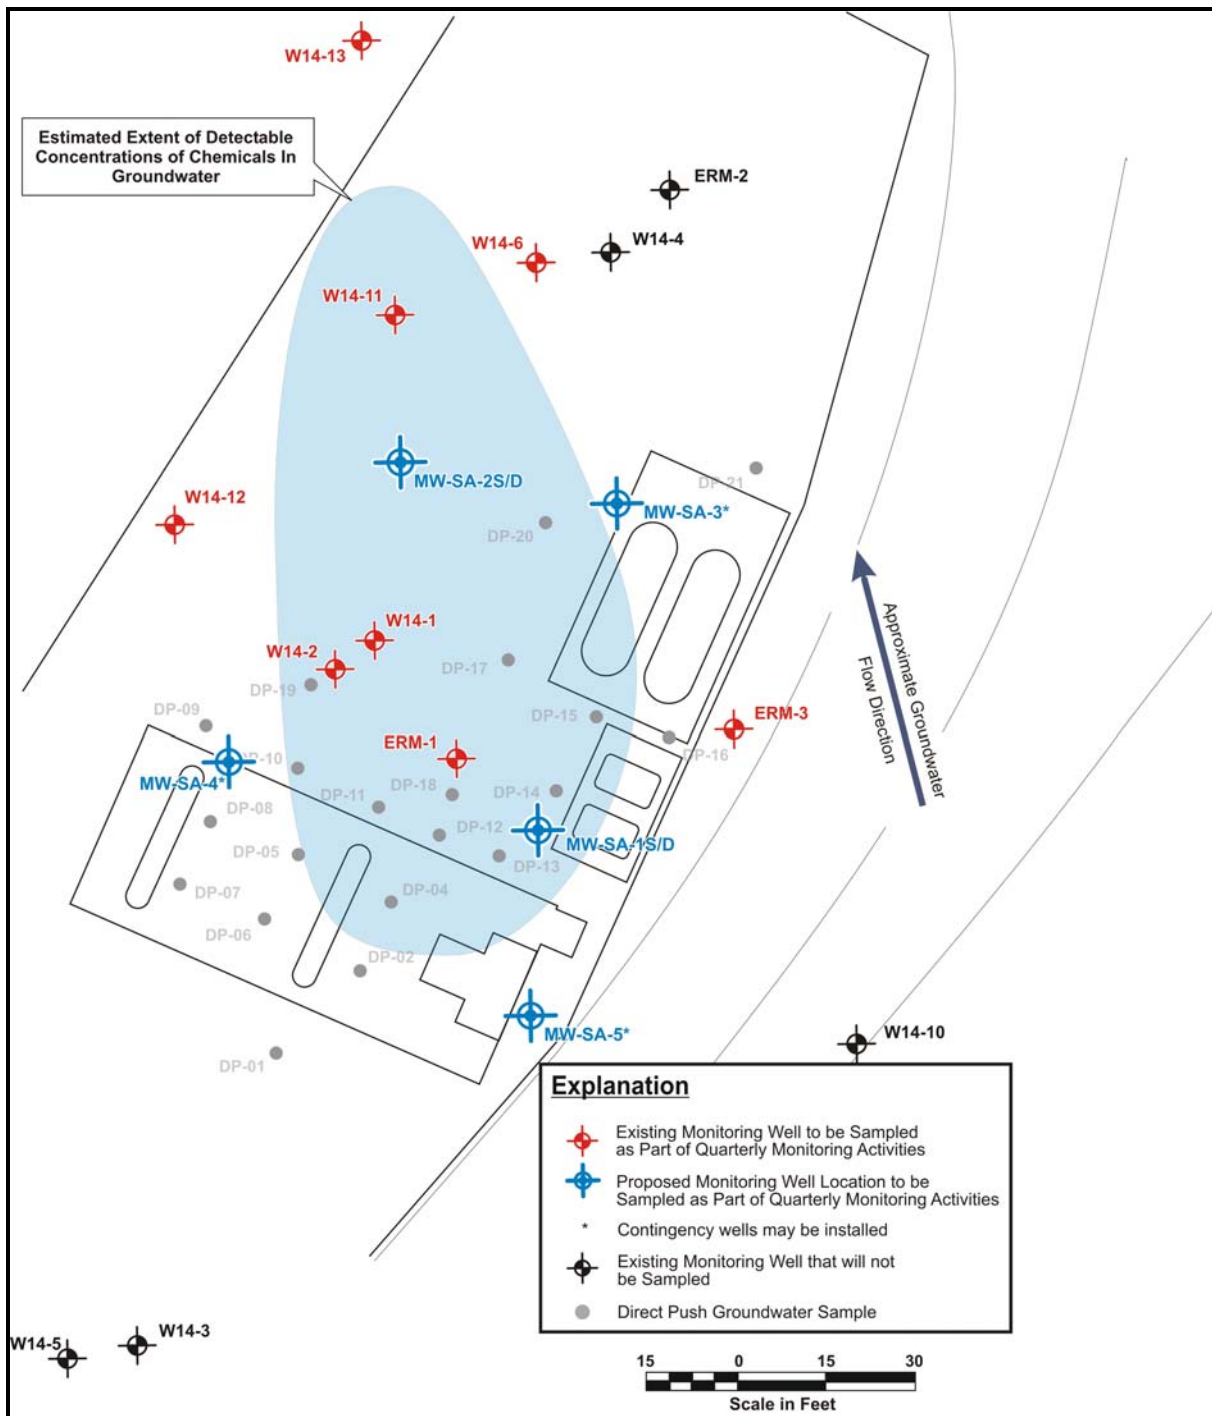 W14-13
Estimated Extent of Detectable
Concentrations of Chemicals In
Groundwater
ERM-2
W14-6
W14-4
W14-11
MW-SA-2S/D
DP-21
W14-12
MW-SA-3*
DP-20
W14-1
W14-2
DP-17
DP-19
Approximate Groundwater
Flow Direction
DP-09
DP-15
ERM-3
ERM-1
DP-16
DP-10
MW-SA-4*
DP-18
DP-14
DP-11
DP-08
DP-12
MW-SA-1S/D
DP-05
DP-13
DP-07
DP-04
DP-06
DP-02
MW-SA-5*
W14-10
DP-01
Explanation
Existing Monitoring Well to be Sampled
as Part of Quarterly Monitoring Activities
Proposed Monitoring Well Location to be
Sampled as Part of Quarterly Monitoring Activities
* Contingency wells may be installed
Existing Monitoring Well that will not
be Sampled
Direct Push Groundwater Sample
W14-3
W14-5
15 0 15 30
Scale in Feet